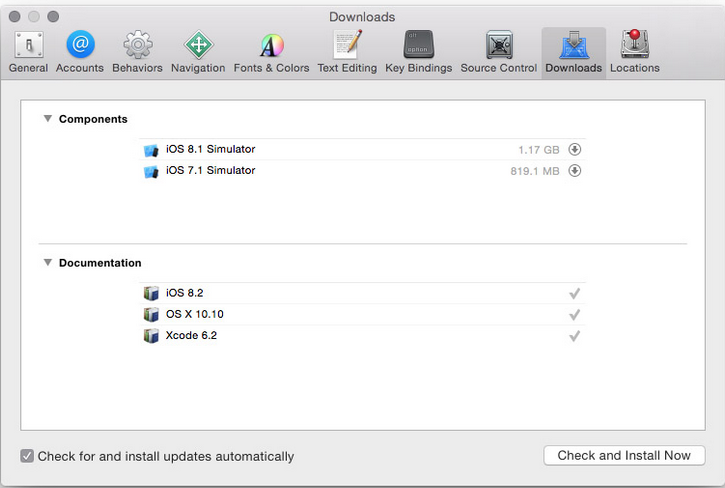 Downloads
General Accounts Behaviors Navigation Fonts & Colors Text Editing Key Bindings Source Control Downloads Locations
Components
iOS 8.1 Simulator 1.17 GB
iOS 7.1 Simulator 819.1 MB
Documentation
iOS 8.2
OS X 10.10
Xcode 6.2
Check for and install updates automatically Check and Install Now